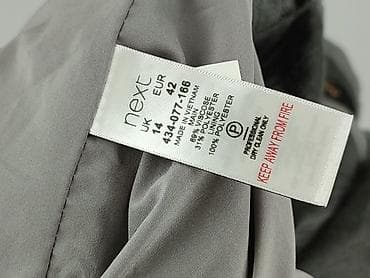 next
UK EUR
14 42
434-077-166
MADE IN VIETNAM
MAIN
69% VISCOSE
31% POLYESTER
LINING
100% POLYESTER
P
PROFESSIONAL
DRY CLEAN ONLY
KEEP AWAY FROM FIRE